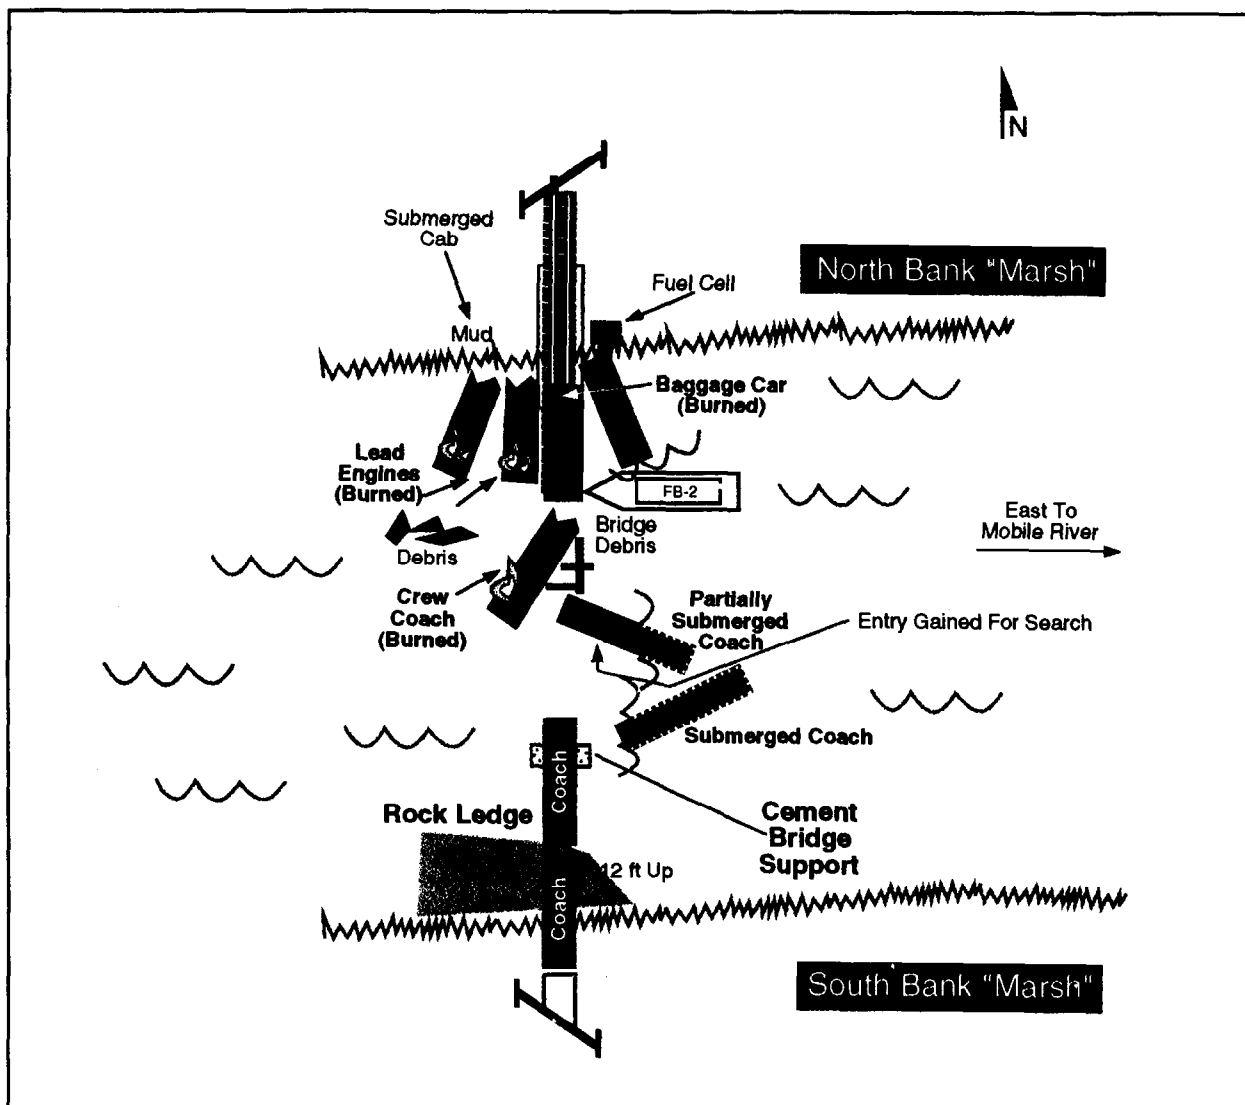 N
Submerged
Cab
North Bank "Marsh"
Fuel Cell
Mud
Baggage Car
(Burned)
Lead
Engines
(Burned)
FB-2
East To
Mobile River
Bridge
Debris
Debris
Crew
Coach
(Burned)
Partially
Submerged
Coach
Entry Gained For Search
Submerged Coach
Coach
Rock Ledge
Cement
Bridge
Support
12 ft Up
Coach
South Bank "Marsh"